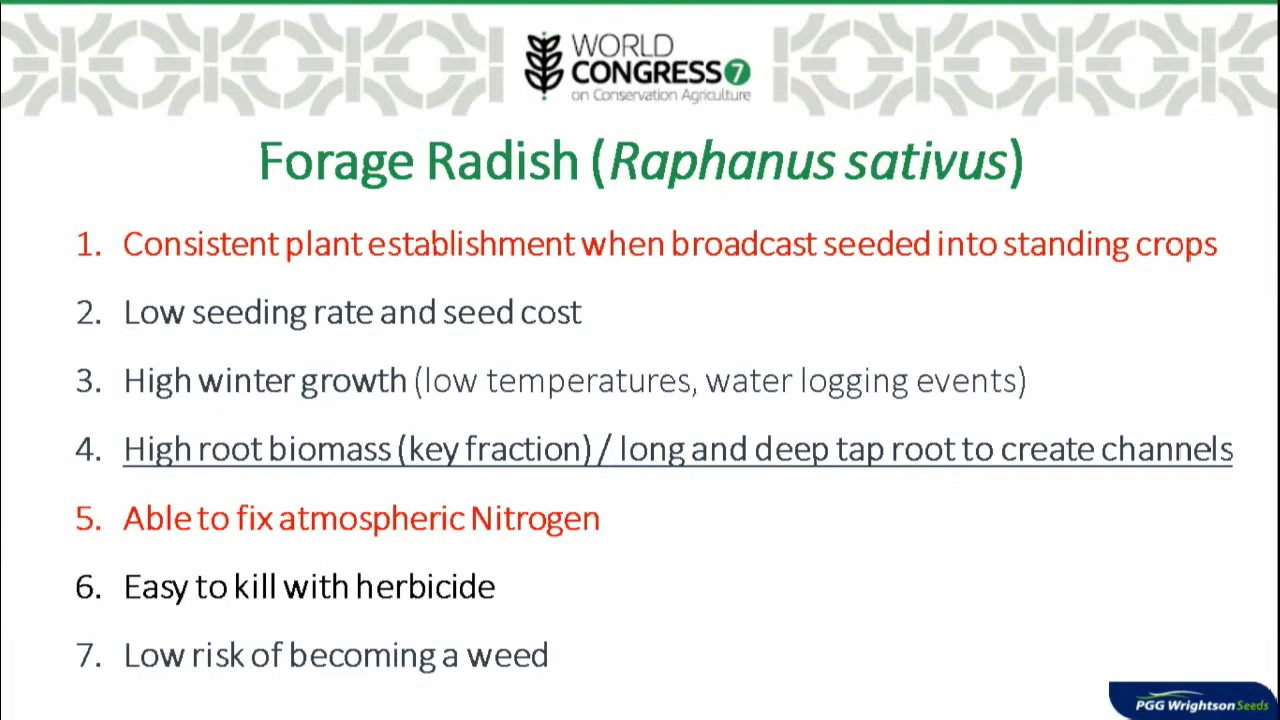 WORLD
CONGRESS 7
on Conservation Agriculture
Forage Radish (Raphanus sativus)
1. Consistent plant establishment when broadcast seeded into standing crops
2. Low seeding rate and seed cost
3. High winter growth (low temperatures, water logging events)
4. High root biomass (key fraction) / long and deep tap root to create channels
5. Able to fix atmospheric Nitrogen
6. Easy to kill with herbicide
7. Low risk of becoming a weed
PGG Wrightson Seeds